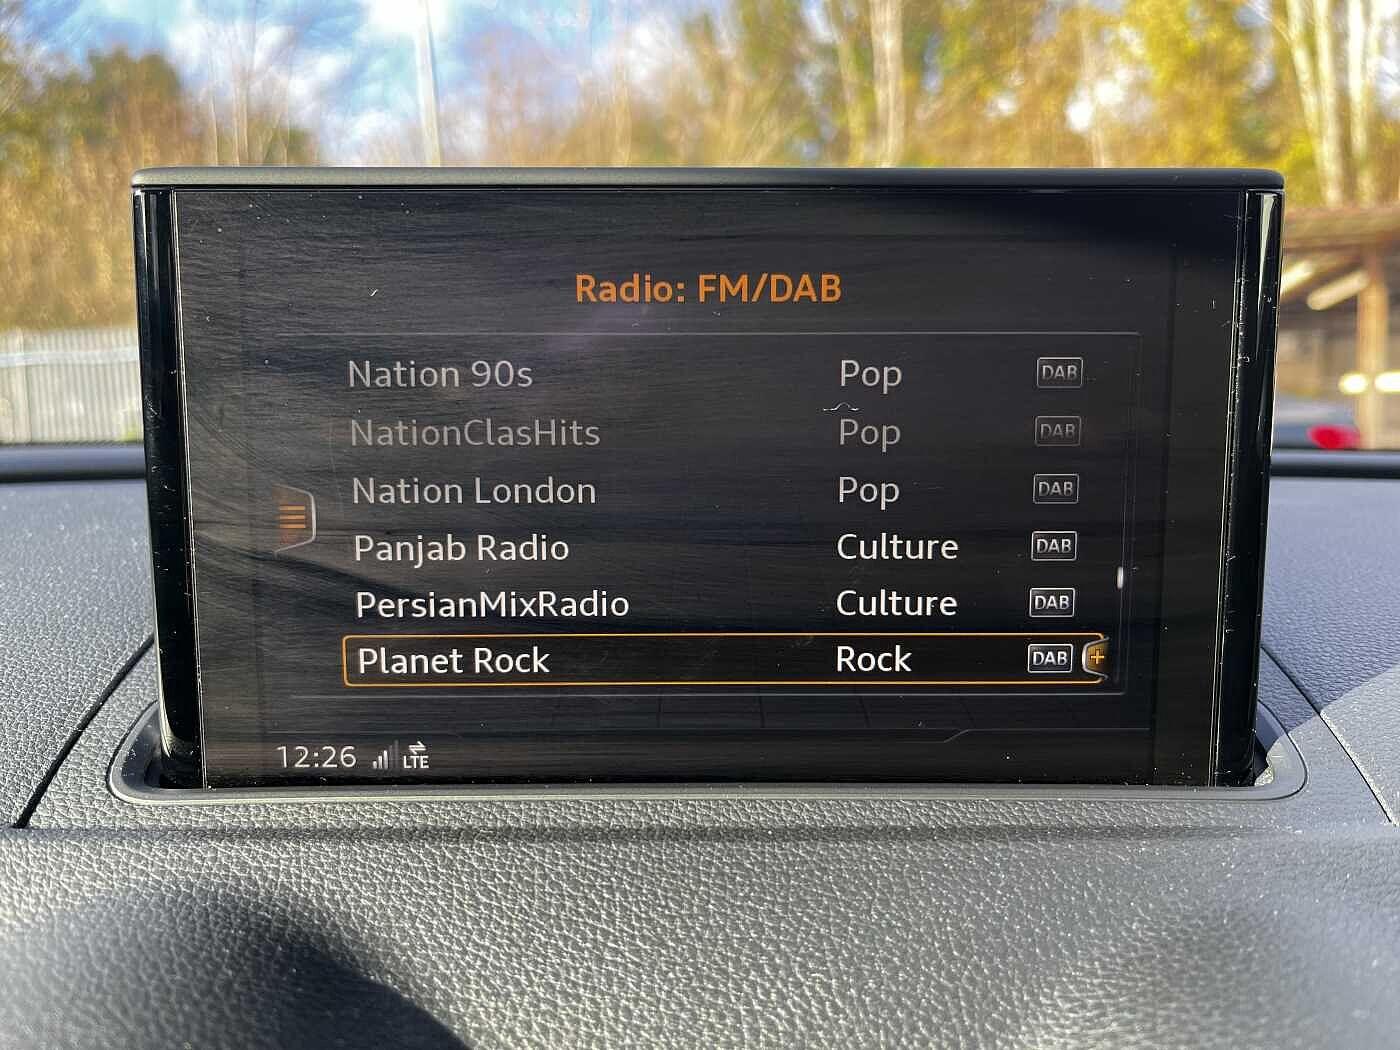 Radio: FM/DAB
Nation 90s Pop DAB
NationClasHits Pop DAB
Nation London Pop DAB
Panjab Radio Culture DAB
PersianMixRadio Culture DAB
Planet Rock Rock DAB +
12:26 LTE